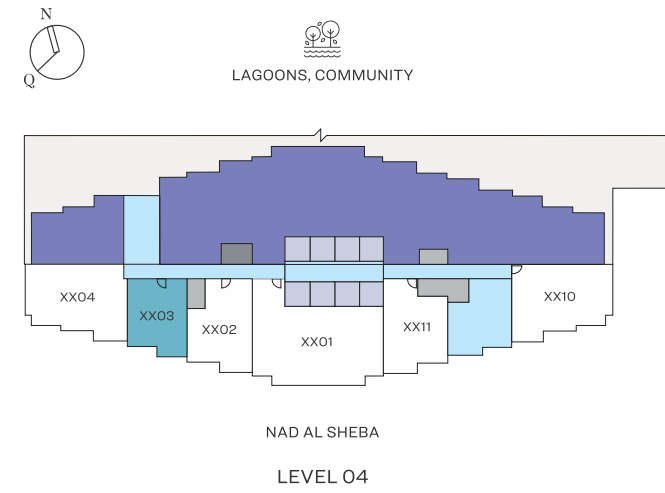 N
Q
LAGOONS, COMMUNITY
XX04
XX03
XX02
XX01
XX11
XX10
NAD AL SHEBA
LEVEL 04